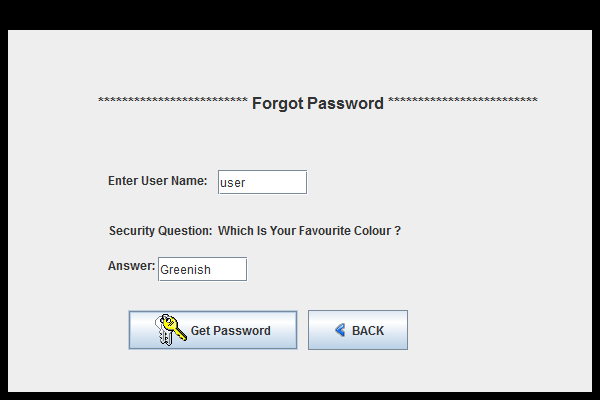 ************************* Forgot Password *************************
Enter User Name: user
Security Question: Which Is Your Favourite Colour ?
Answer: Greenish
Get Password BACK